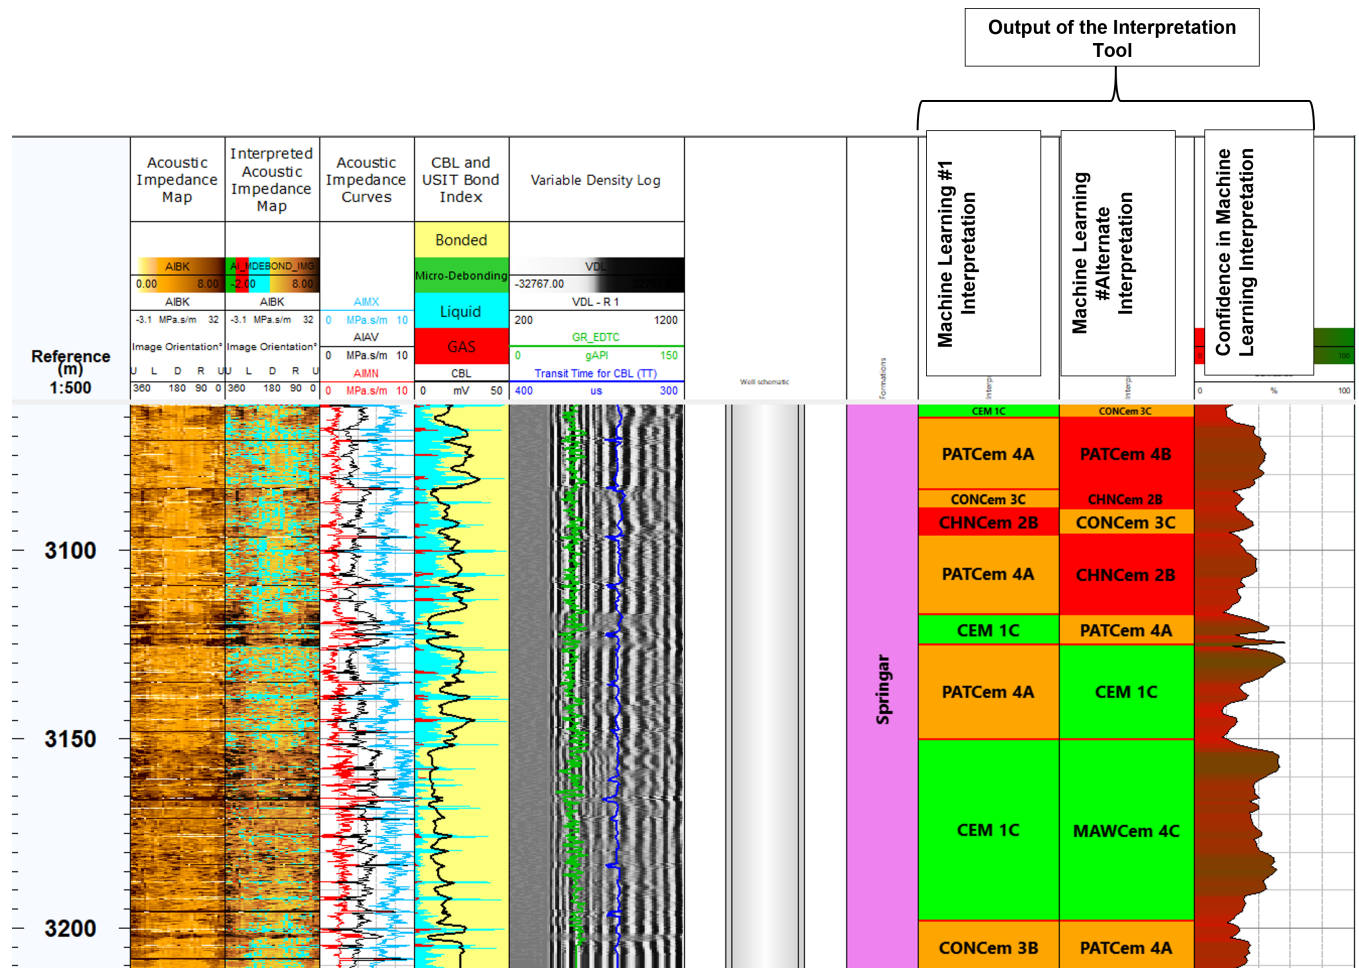 Output of the Interpretation
Tool
Acoustic
Impedance
Map
Interpreted
Acoustic
Impedance
Map
Acoustic
Impedance
Curves
CBL and
USIT Bond
Index
Variable Density Log
Machine Learning #1
Interpretation
Machine Learning
#Alternate
Interpretation
Confidence in Machine
Learning Interpretation
Bonded
Micro-Debonding
Liquid
GAS
AIBK
0.00 8.00
AIBK
-3.1 MPa.s/m 32
Image Orientation°
U L D R U
360 180 90 0
AI_MDEBOND_IMG
-2.00 8.00
AIBK
-3.1 MPa.s/m 32
Image Orientation°
L D R U
360 180 90 0
AIMX
0 MPa.s/m 10
AIAV
0 MPa.s/m 10
AIMN
0 MPa.s/m 10
CBL
0 mV 50
VDL
-32767.00
VDL - R 1
200 1200
GR_EDTC
0 gAPI 150
Transit Time for CBL (TT)
400 us 300
Well schematic
Formations
0 % 100
100
Reference
(m)
1:500
3100
3150
3200
Springar
CEM 1C
PATCem 4A
CONCem 3C
CHNCem 2B
PATCem 4A
CEM 1C
PATCem 4A
CEM 1C
CONCem 3B
CONCem 3C
PATCem 4B
CHNCem 2B
CONCem 3C
CHNCem 2B
PATCem 4A
CEM 1C
MAWCem 4C
PATCem 4A